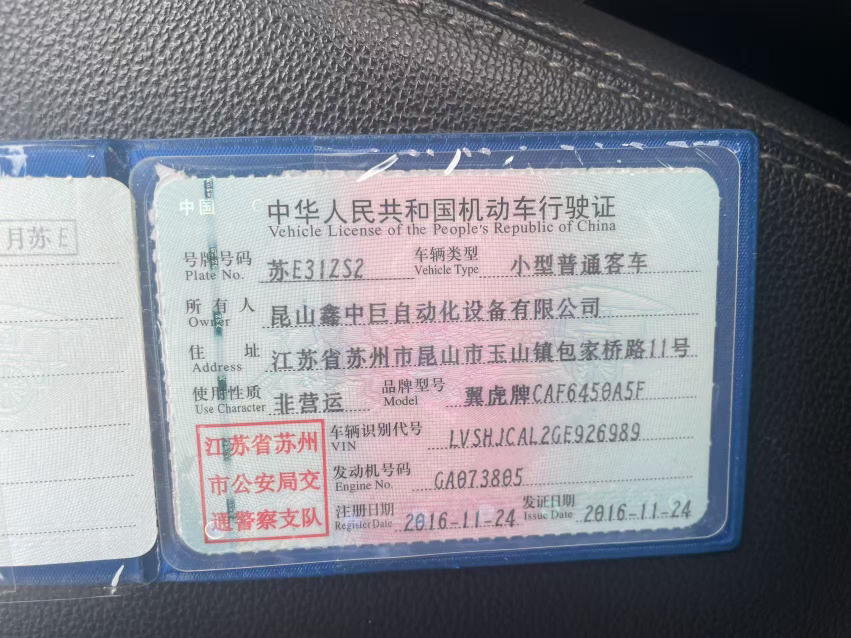 月苏E
中国
中华人民共和国机动车行驶证
Vehicle License of the People's Republic of China
号牌号码 苏E31ZS2 车辆类型 小型普通客车
Plate No. Vehicle Type
所有人 昆山鑫中巨自动化设备有限公司
Owner
住址 江苏省苏州市昆山市玉山镇包家桥路11号
Address
使用性质 非营运 品牌型号 翼虎牌CAF6450A5F
Use Character Model
江苏省苏州
市公安局交
通警察支队
车辆识别代号 LVSHJCAL2GE926989
VIN
发动机号码 GA073805
Engine No.
注册日期 2016-11-24 发证日期 2016-11-24
Register Date Issue Date